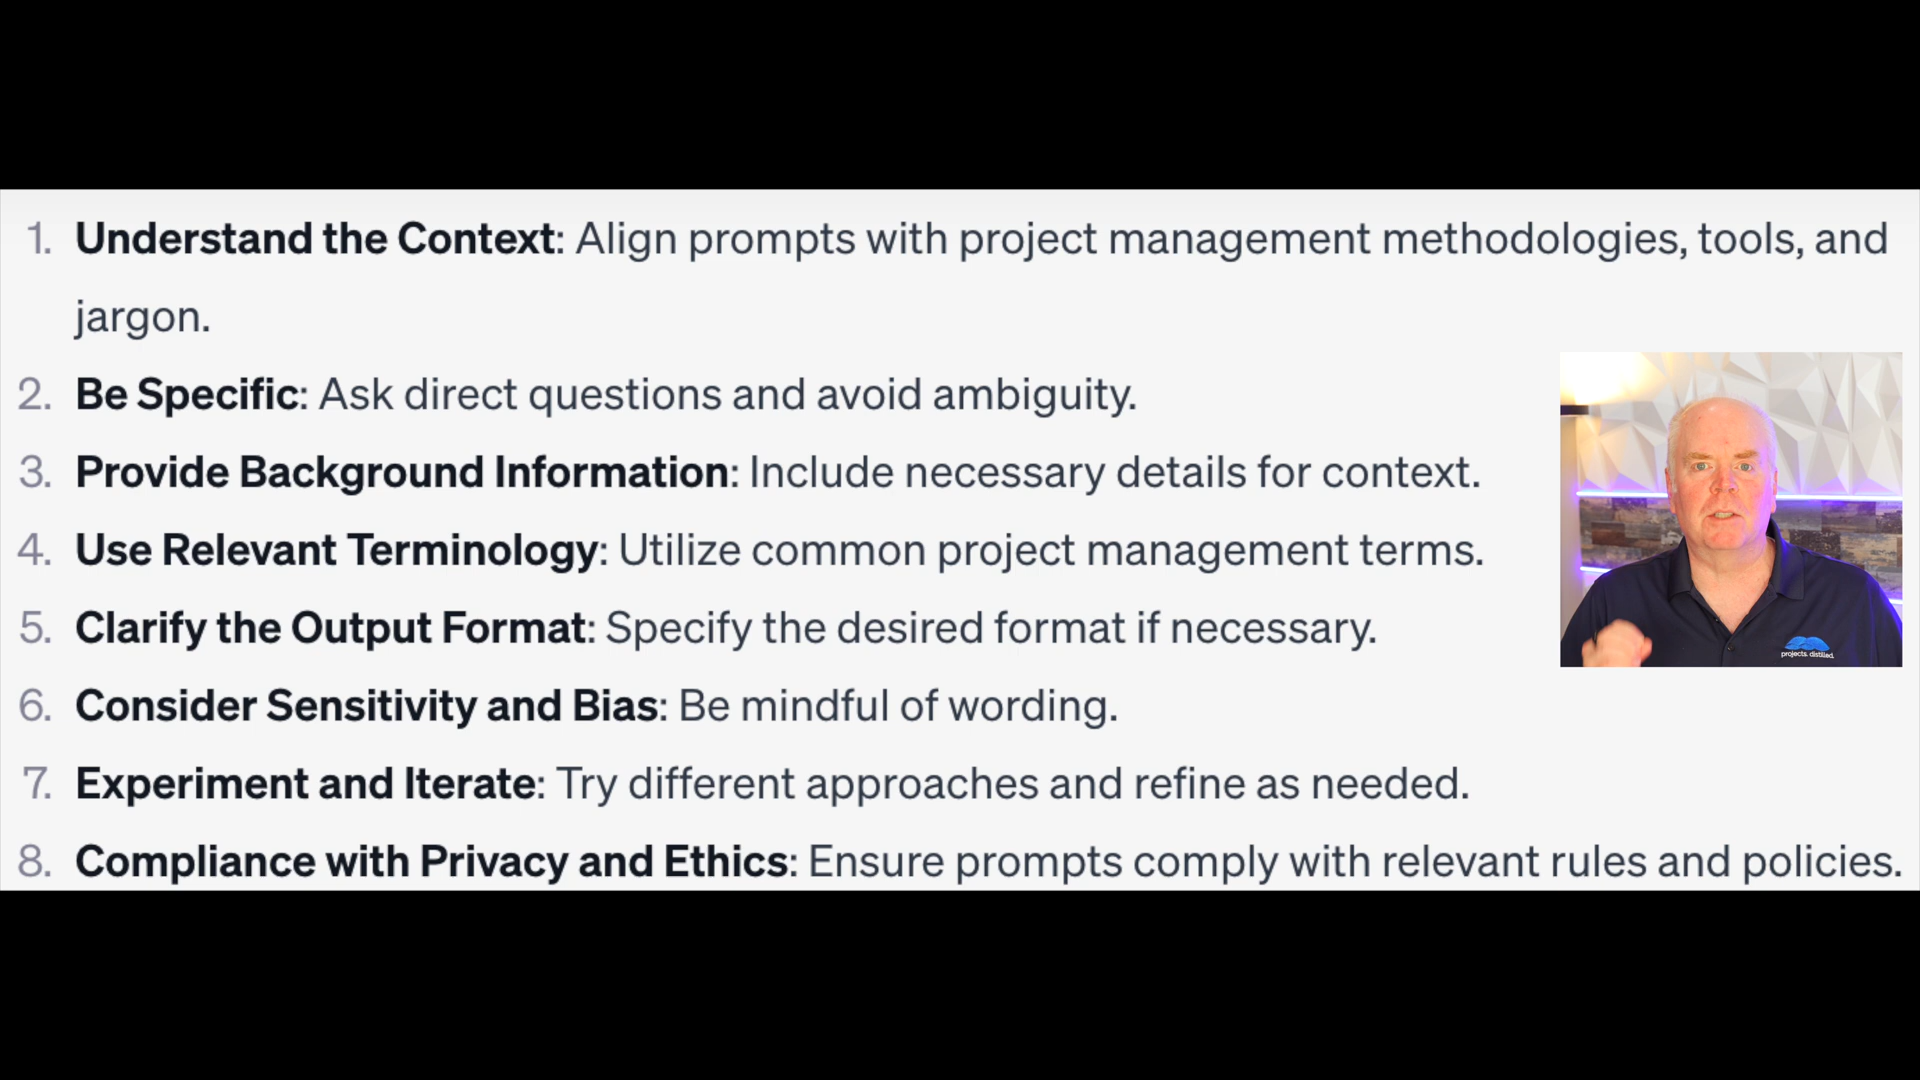 1. Understand the Context: Align prompts with project management methodologies, tools, and
jargon.
2. Be Specific: Ask direct questions and avoid ambiguity.
3. Provide Background Information: Include necessary details for context.
4. Use Relevant Terminology: Utilize common project management terms.
5. Clarify the Output Format: Specify the desired format if necessary.
6. Consider Sensitivity and Bias: Be mindful of wording.
7. Experiment and Iterate: Try different approaches and refine as needed.
8. Compliance with Privacy and Ethics: Ensure prompts comply with relevant rules and policies.
projects. distilled.